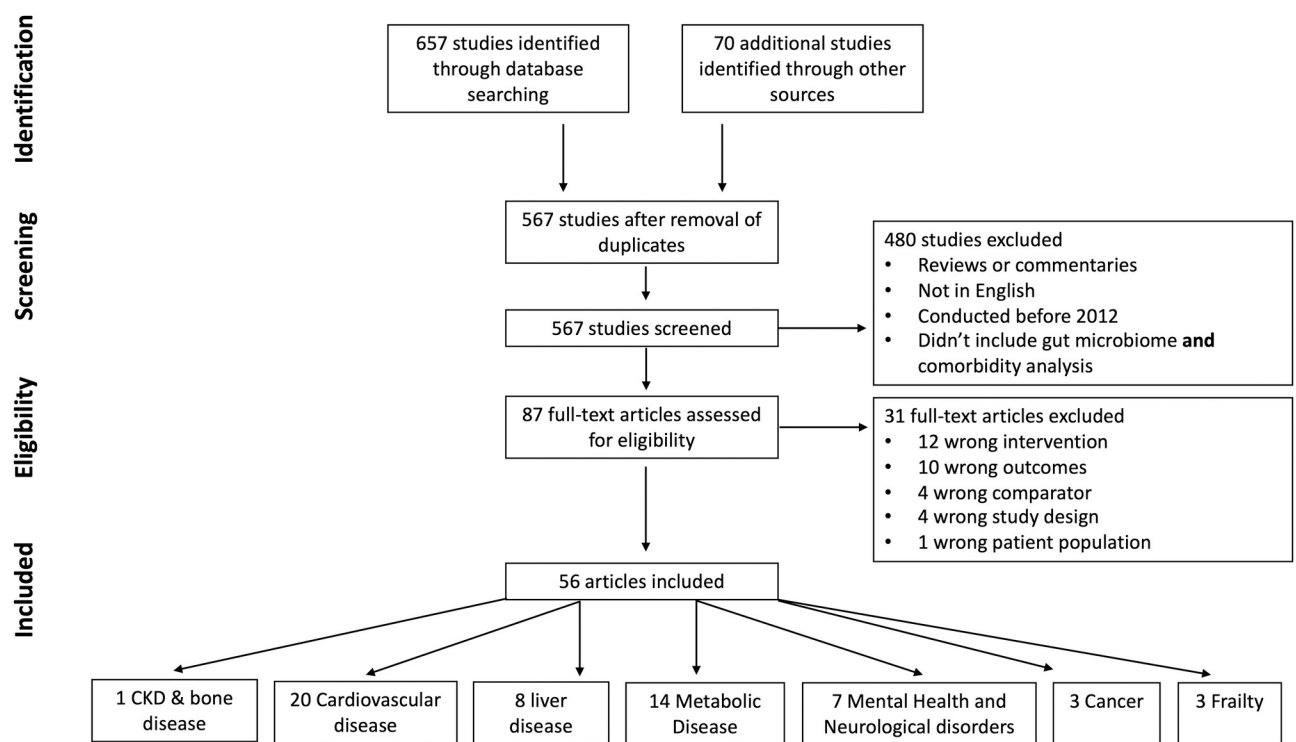 Identification
657 studies identified
through database
searching
70 additional studies
identified through other
sources
Screening
567 studies after removal of
duplicates
567 studies screened
480 studies excluded
• Reviews or commentaries
• Not in English
• Conducted before 2012
• Didn't include gut microbiome and
comorbidity analysis
Eligibility
87 full-text articles assessed
for eligibility
31 full-text articles excluded
• 12 wrong intervention
• 10 wrong outcomes
• 4 wrong comparator
• 4 wrong study design
• 1 wrong patient population
Included
56 articles included
1 CKD & bone
disease
20 Cardiovascular
disease
8 liver
disease
14 Metabolic
Disease
7 Mental Health and
Neurological disorders
3 Cancer
3 Frailty